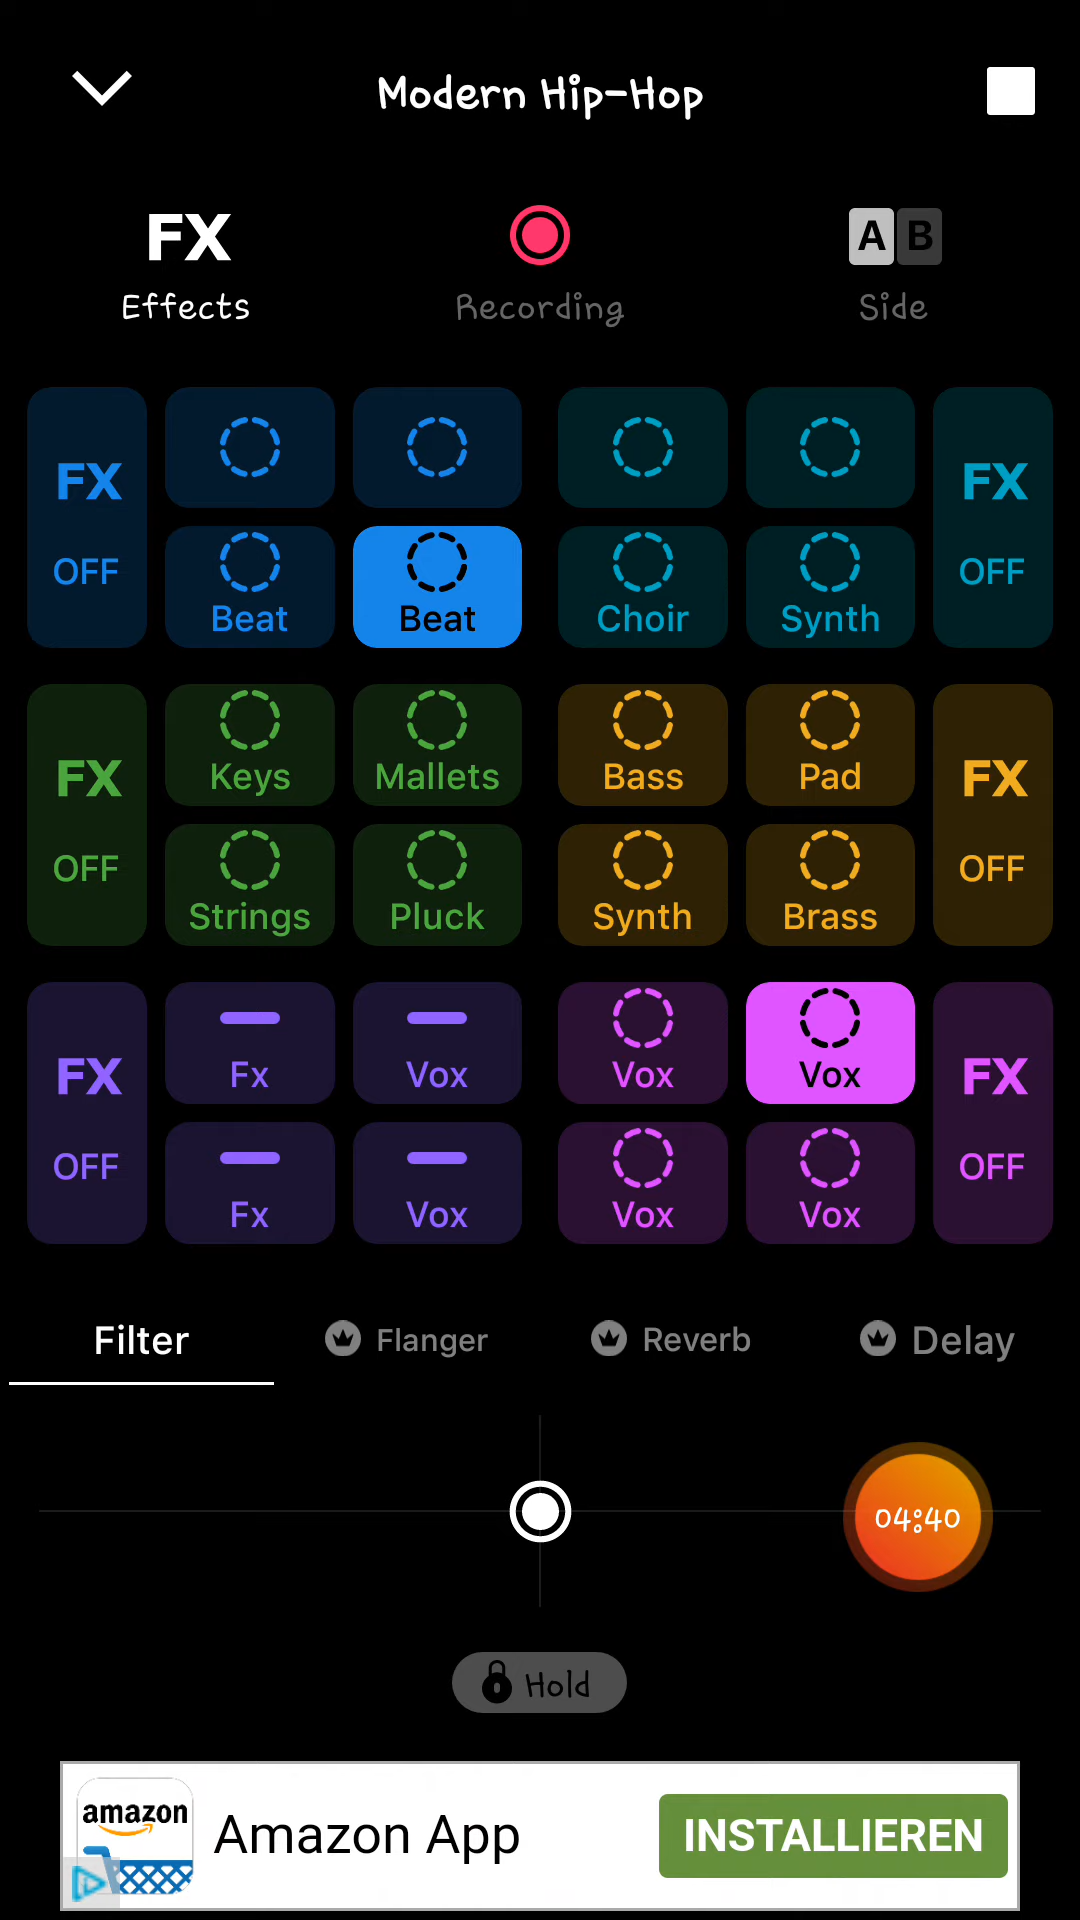 Modern Hip-Hop
FX
A B
Effects
Recording
Side
FX
FX
OFF
Beat
Beat
Choir
Synth
OFF
FX
Keys
Mallets
Bass
Pad
FX
OFF
Strings
Pluck
Synth
Brass
OFF
FX
Fx
Vox
Vox
Vox
FX
OFF
Fx
Vox
Vox
Vox
OFF
Filter
Flanger
Reverb
Delay
04:40
Hold
amazon
Amazon App
INSTALLIEREN